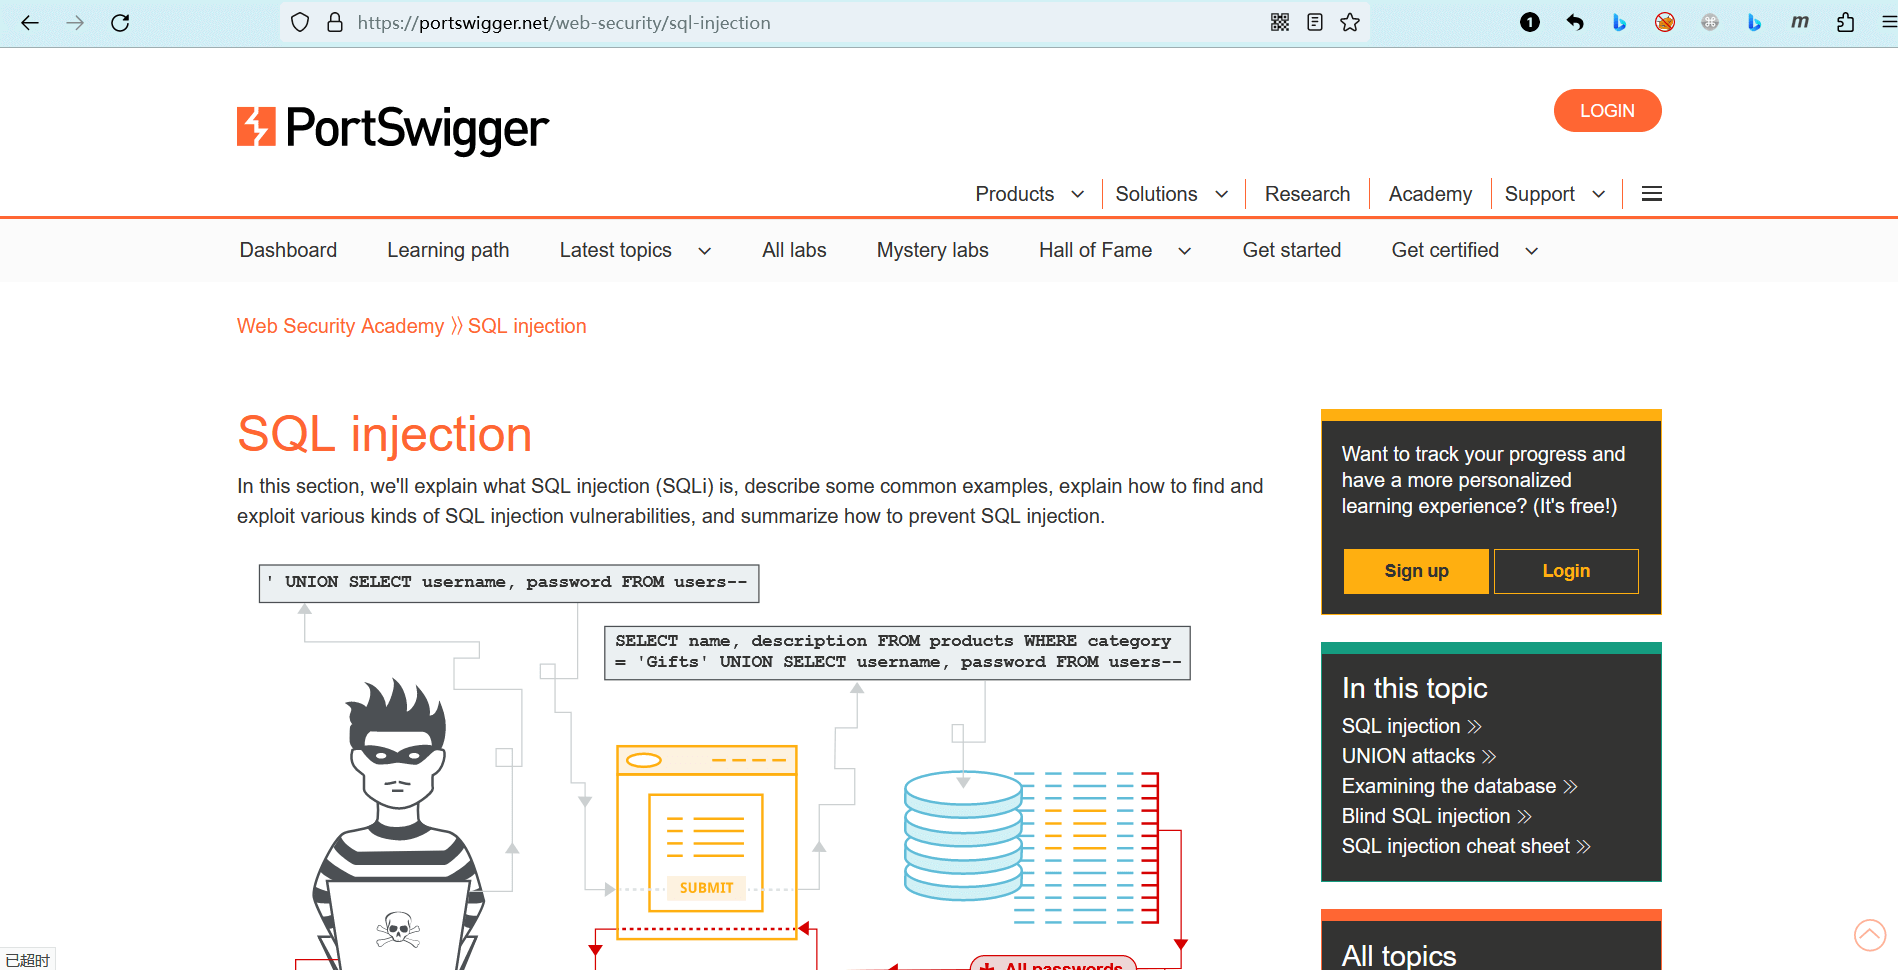 https://portswigger.net/web-security/sql-injection
1
m
PortSwigger
LOGIN
Products
Solutions
Research
Academy
Support
Dashboard
Learning path
Latest topics
All labs
Mystery labs
Hall of Fame
Get started
Get certified
Web Security Academy
SQL injection
SQL injection
In this section, we'll explain what SQL injection (SQLi) is, describe some common examples, explain how to find and
exploit various kinds of SQL injection vulnerabilities, and summarize how to prevent SQL injection.
' UNION SELECT username, password FROM users--
SELECT name, description FROM products WHERE category
= 'Gifts' UNION SELECT username, password FROM users--
SUBMIT
All passwords
Want to track your progress and
have a more personalized
learning experience? (It's free!)
Sign up
Login
In this topic
SQL injection
UNION attacks
Examining the database
Blind SQL injection
SQL injection cheat sheet
All topics
已超时